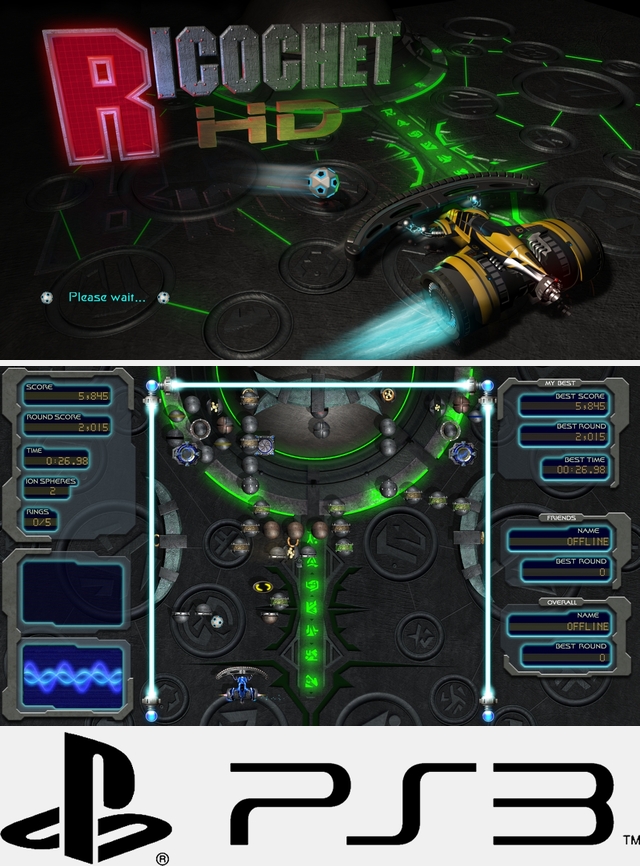 RICOCHET
HD
Please wait...
SCORE
5,845
ROUND SCORE
2,015
TIME
0:26.98
ION SPHERES
2
RINGS
0/5
MY BEST
BEST SCORE
5,845
BEST ROUND
2,015
BEST TIME
00:26.98
FRIENDS
NAME
OFFLINE
BEST ROUND
0
OVERALL
NAME
OFFLINE
BEST ROUND
0
®
PS3
TM